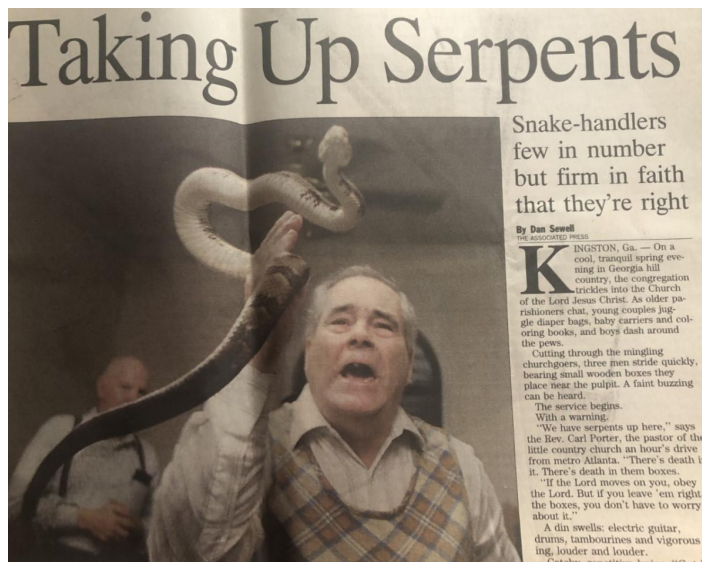 Taking Up Serpents
Snake-handlers
few in number
but firm in faith
that they're right
By Dan Sewell
THE ASSOCIATED PRESS
KINGSTON, Ga. — On a
cool, tranquil spring eve-
ning in Georgia hill
country, the congregation
trickles into the Church
of the Lord Jesus Christ. As older pa-
rishioners chat, young couples jug-
gle diaper bags, baby carriers and col-
oring books, and boys dash around
the pews.
Cutting through the mingling
churchgoers, three men stride quickly,
bearing small wooden boxes they
place near the pulpit. A faint buzzing
can be heard.
The service begins.
With a warning.
"We have serpents up here," says
the Rev. Carl Porter, the pastor of the
little country church an hour's drive
from metro Atlanta. "There's death i
it. There's death in them boxes.
"If the Lord moves on you, obey
the Lord. But if you leave 'em right
the boxes, you don't have to worry
about it."
A din swells: electric guitar,
drums, tambourines and vigorous
ing, louder and louder.